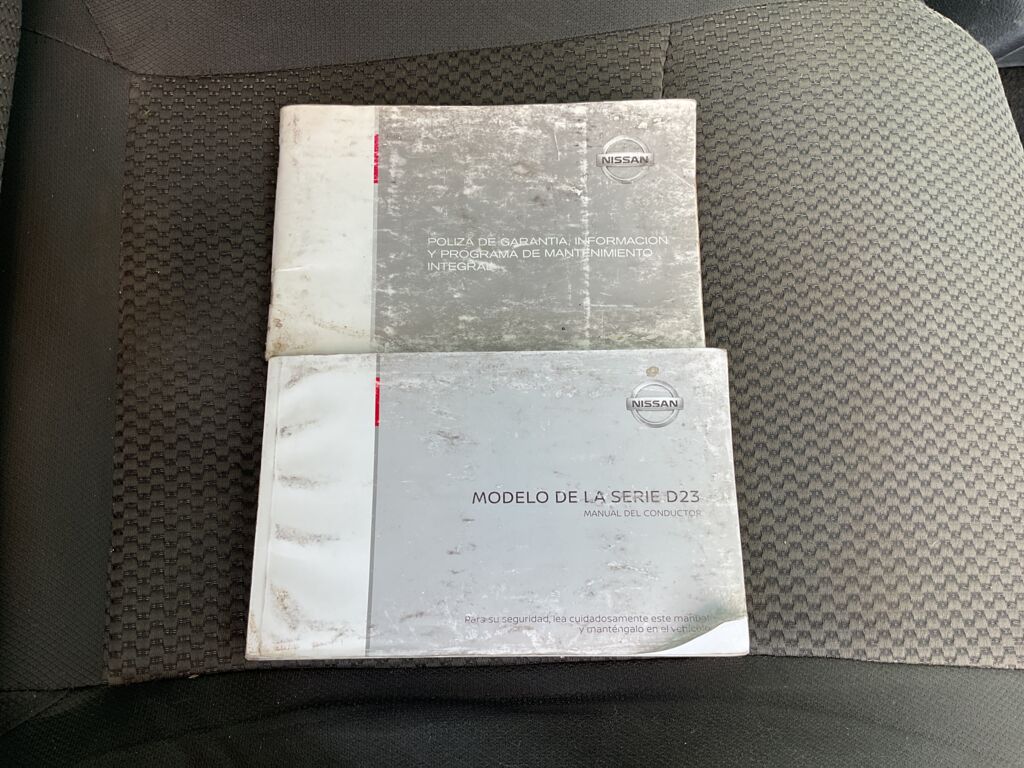 NISSAN
POLIZA DE GARANTIA, INFORMACION
Y PROGRAMA DE MANTENIMIENTO
INTEGRAL
NISSAN
MODELO DE LA SERIE D23
MANUAL DEL CONDUCTOR
Para su seguridad, lea cuidadosamente este manual
y manténgalo en el vehículo